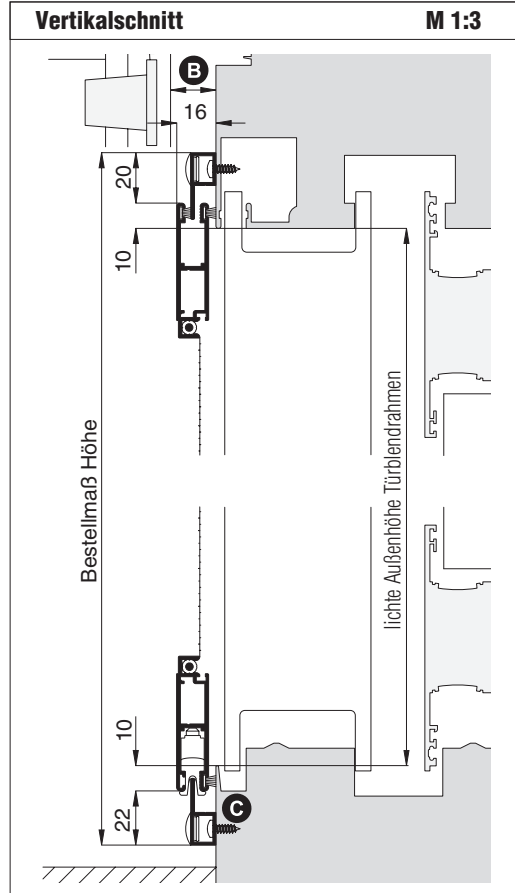 Vertikalschnitt M 1:3
B
16
20
10
Bestellmaß Höhe
lichte Außenhöhe Türblendrahmen
10
22
C